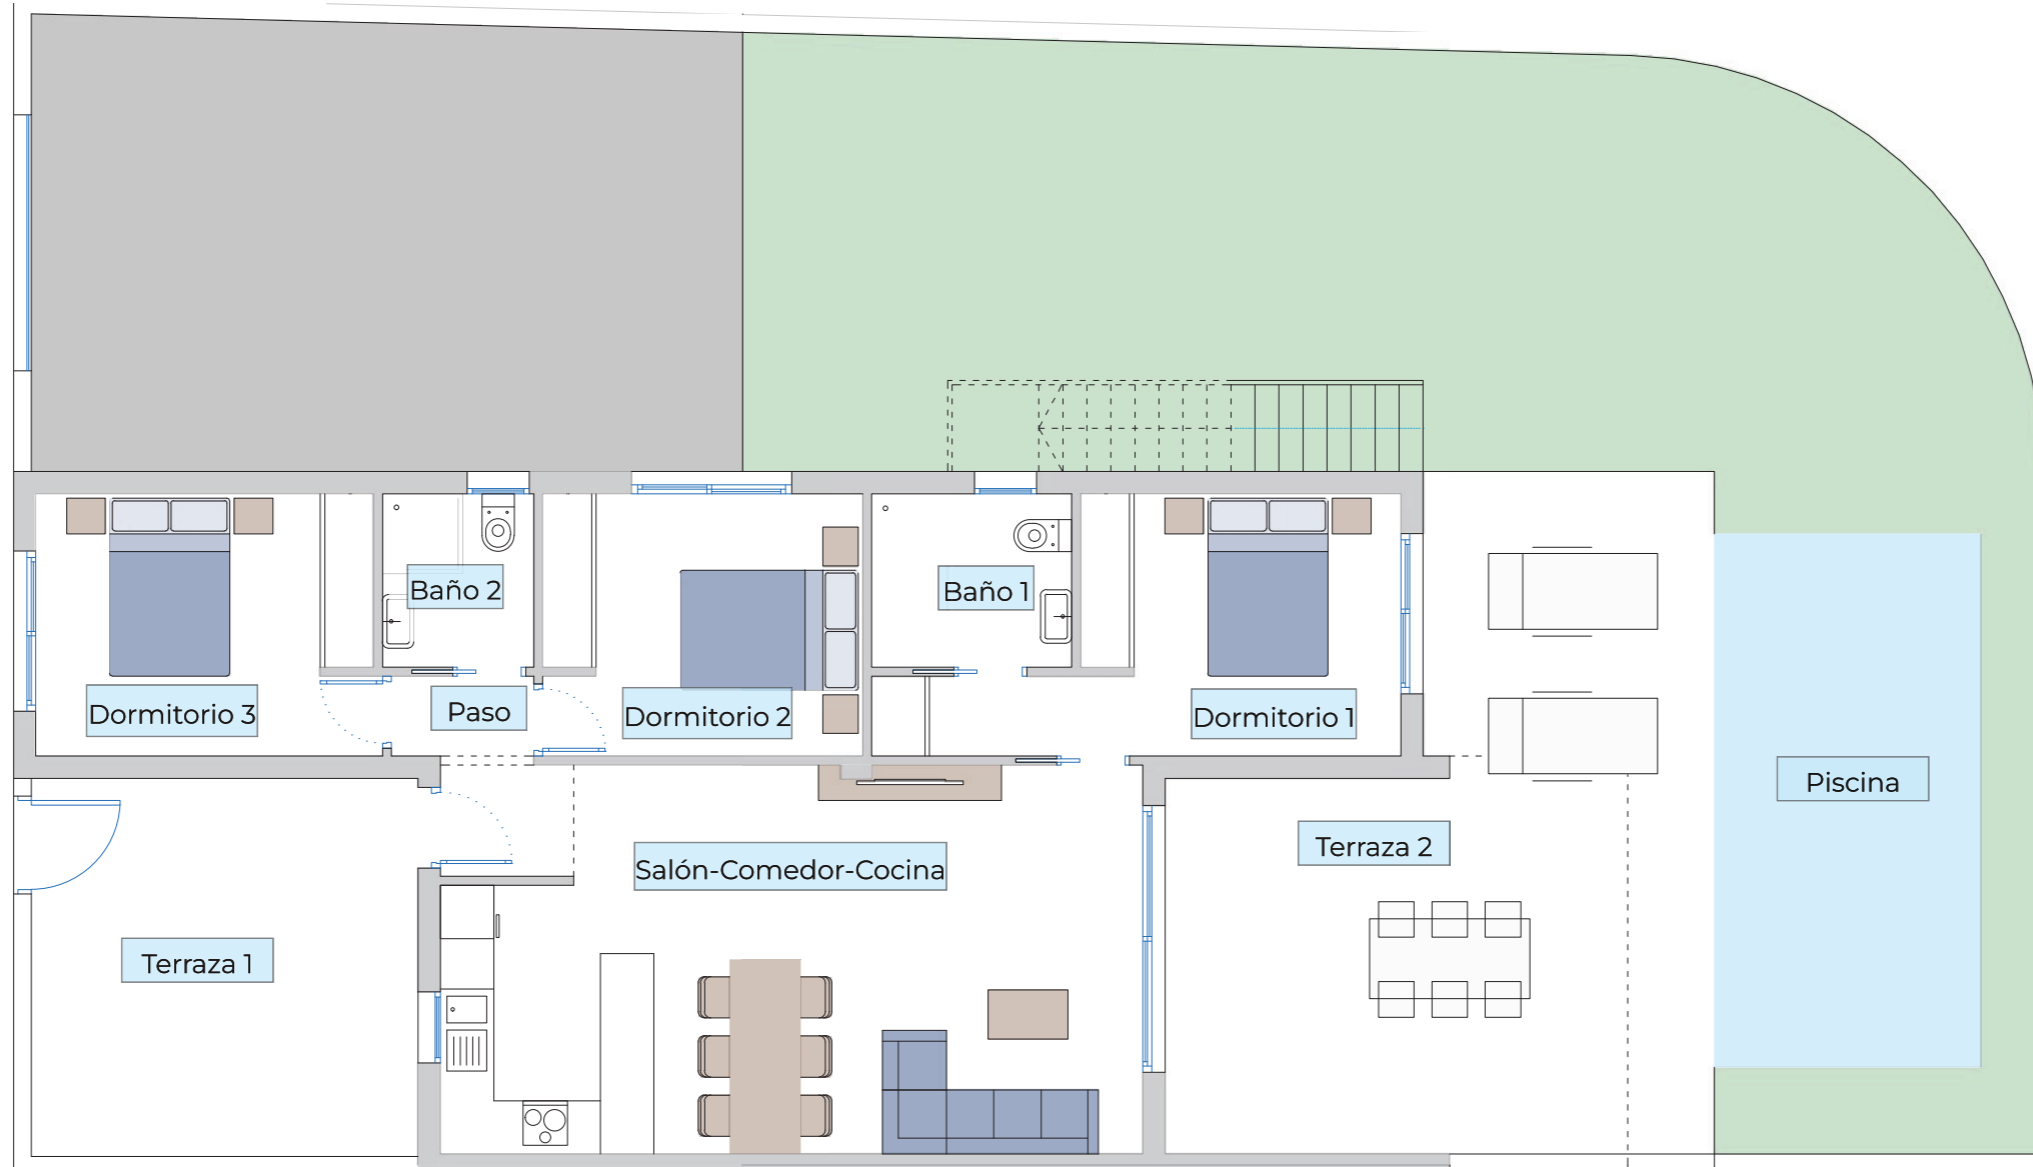 Baño 2
Baño 1
Dormitorio 3
Paso
Dormitorio 2
Dormitorio 1
Piscina
Terraza 2
Salón-Comedor-Cocina
Terraza 1